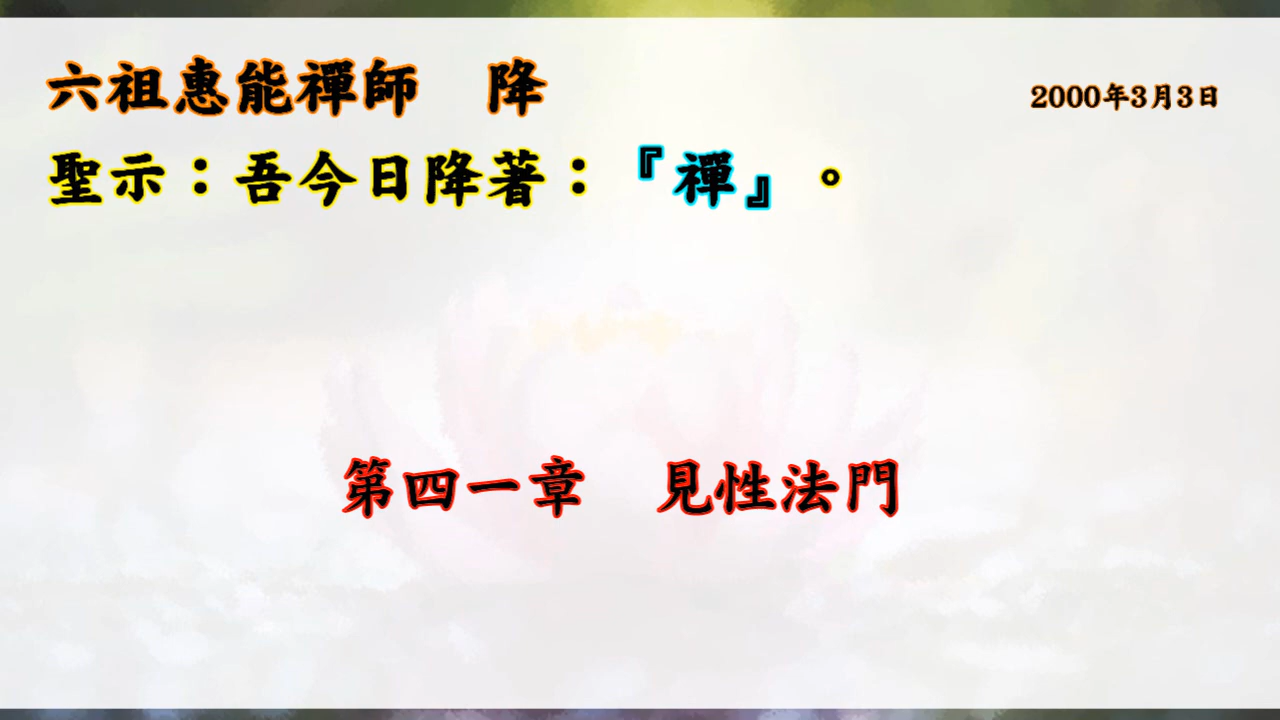 六祖惠能禪師　降
2000年3月3日
聖示：吾今日降著：『禪』。
第四一章　見性法門